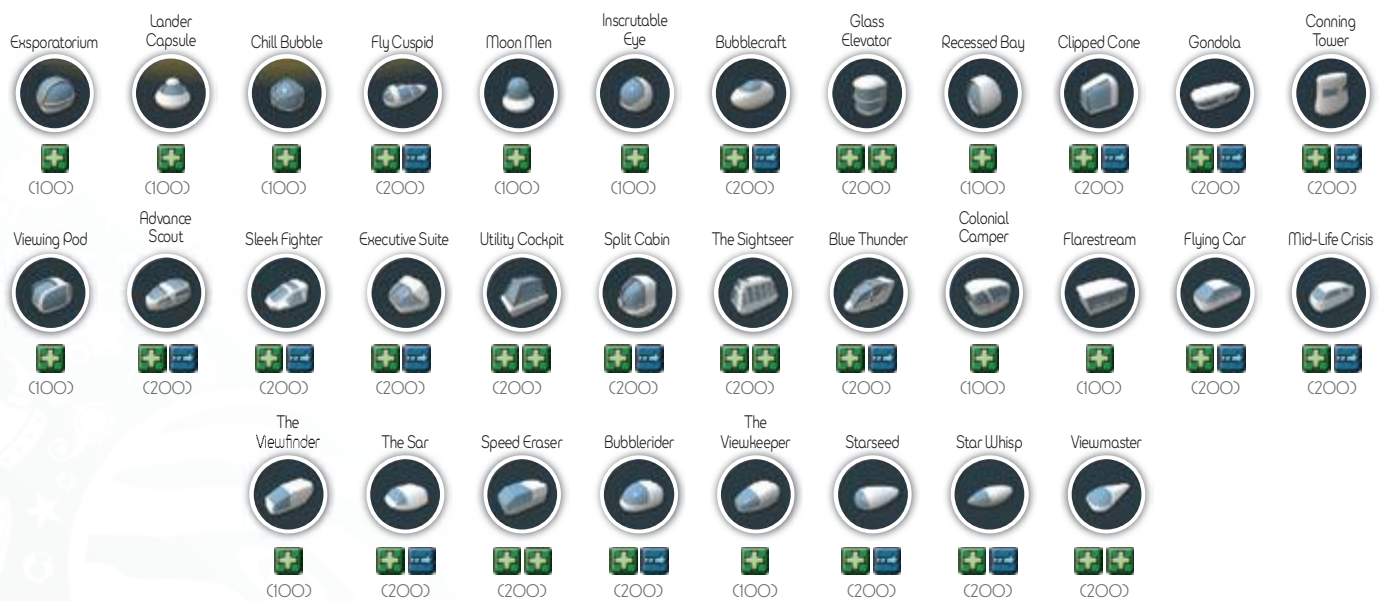 Exsporatorium
Lander
Capsule
Chill Bubble
Fly Cuspid
Moon Men
Inscrutable
Eye
Bubblecraft
Glass
Elevator
Recessed Bay
Clipped Cone
Gondola
Conning
Tower
(100)
(100)
(100)
(200)
(100)
(100)
(200)
(200)
(100)
(200)
(200)
(200)
Viewing Pod
Advance
Scout
Sleek Fighter
Executive Suite
Utility Cockpit
Split Cabin
The Sightseer
Blue Thunder
Colonial
Camper
Flarestream
Flying Car
Mid-Life Crisis
(100)
(200)
(200)
(200)
(200)
(200)
(200)
(200)
(100)
(100)
(200)
(200)
The
Viewfinder
The Sar
Speed Eraser
Bubblerider
The
Viewkeeper
Starseed
Star Whisp
Viewmaster
(100)
(200)
(200)
(200)
(100)
(200)
(200)
(200)